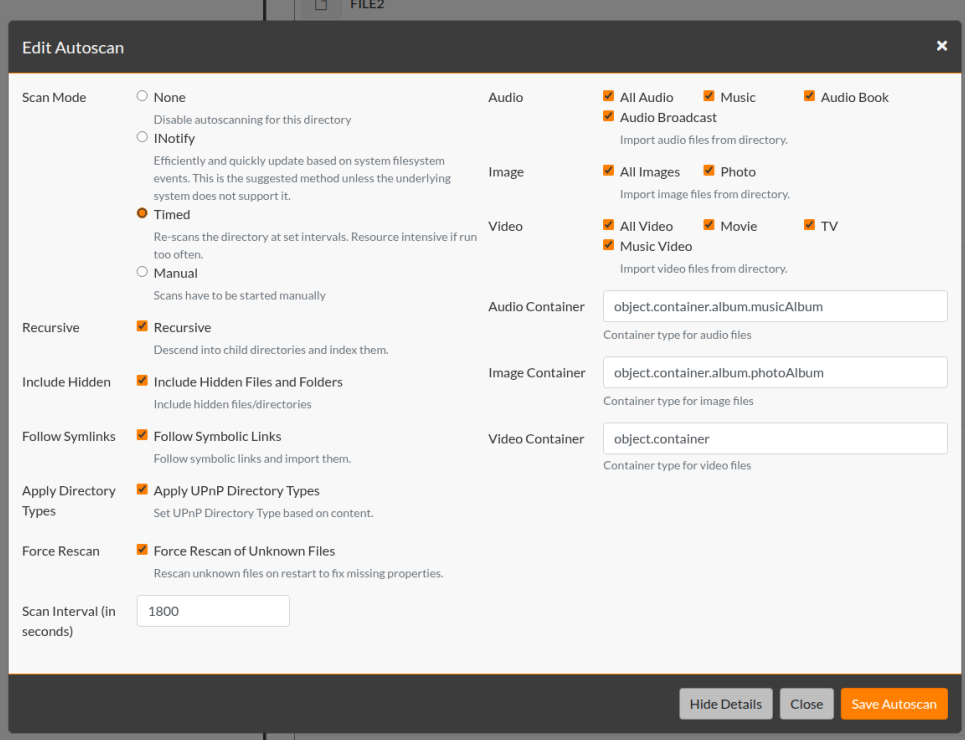 FILE2
Edit Autoscan
Scan Mode
None
Disable autoscanning for this directory
INotify
Efficiently and quickly update based on system filesystem
events. This is the suggested method unless the underlying
system does not support it.
Timed
Re-scans the directory at set intervals. Resource intensive if run
too often.
Manual
Scans have to be started manually
Recursive
Recursive
Descend into child directories and index them.
Include Hidden
Include Hidden Files and Folders
Include hidden files/directories
Follow Symlinks
Follow Symbolic Links
Follow symbolic links and import them.
Apply Directory
Types
Apply UPnP Directory Types
Set UPnP Directory Type based on content.
Force Rescan
Force Rescan of Unknown Files
Rescan unknown files on restart to fix missing properties.
Scan Interval (in
seconds)
1800
Audio
All Audio Music Audio Book
Audio Broadcast
Import audio files from directory.
Image
All Images Photo
Import image files from directory.
Video
All Video Movie TV
Music Video
Import video files from directory.
Audio Container
object.container.album.musicAlbum
Container type for audio files
Image Container
object.container.album.photoAlbum
Container type for image files
Video Container
object.container
Container type for video files
Hide Details Close Save Autoscan